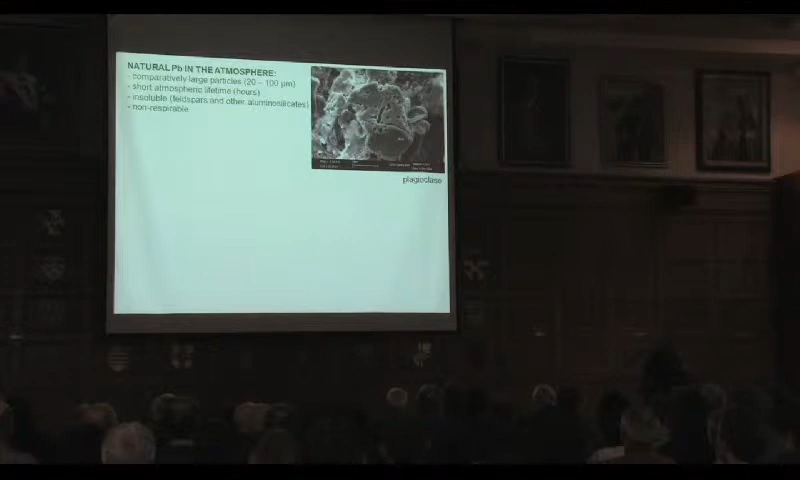 NATURAL Pb IN THE ATMOSPHERE:
- comparatively large particles (20 – 100 µm)
- short atmospheric lifetime (hours)
- insoluble (feldspars and other aluminosilicates)
- non-respirable
plagioclase